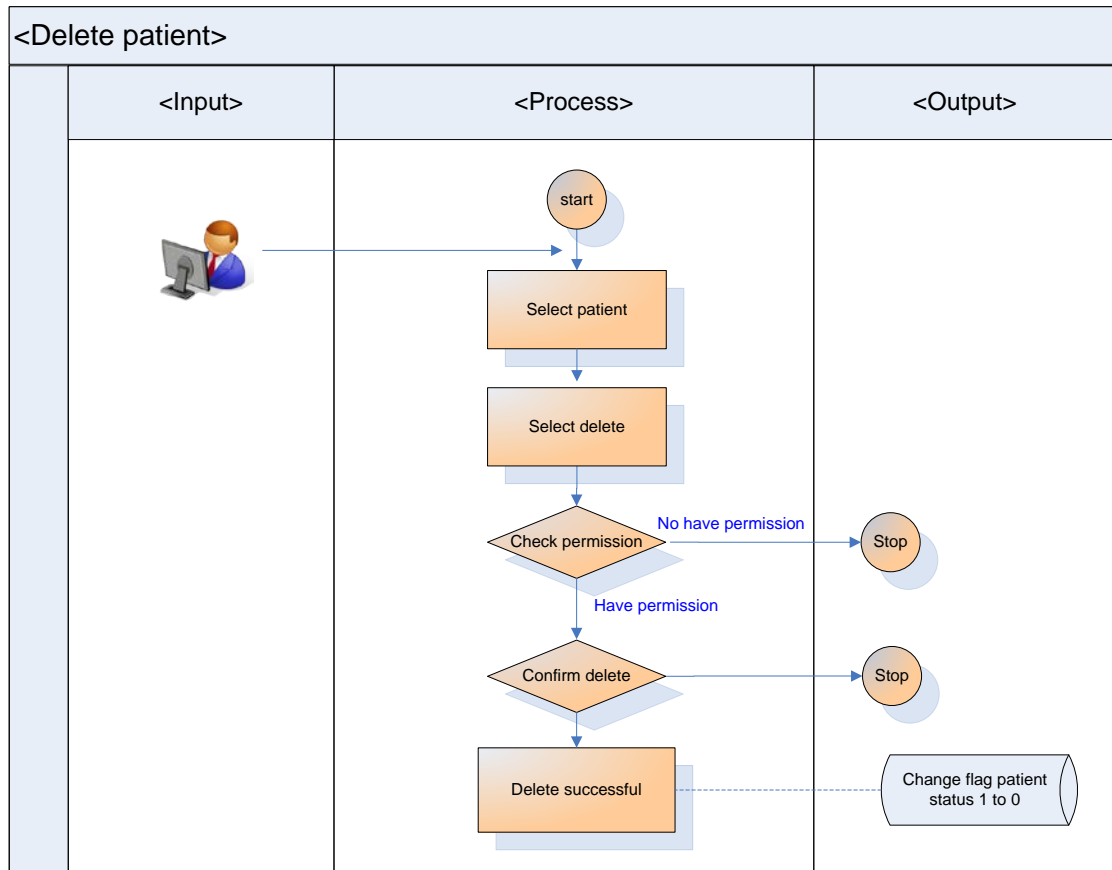 <Delete patient>
<Input>
<Process>
<Output>
start
Select patient
Select delete
Check permission
No have permission
Stop
Have permission
Confirm delete
Stop
Delete successful
Change flag patient
status 1 to 0